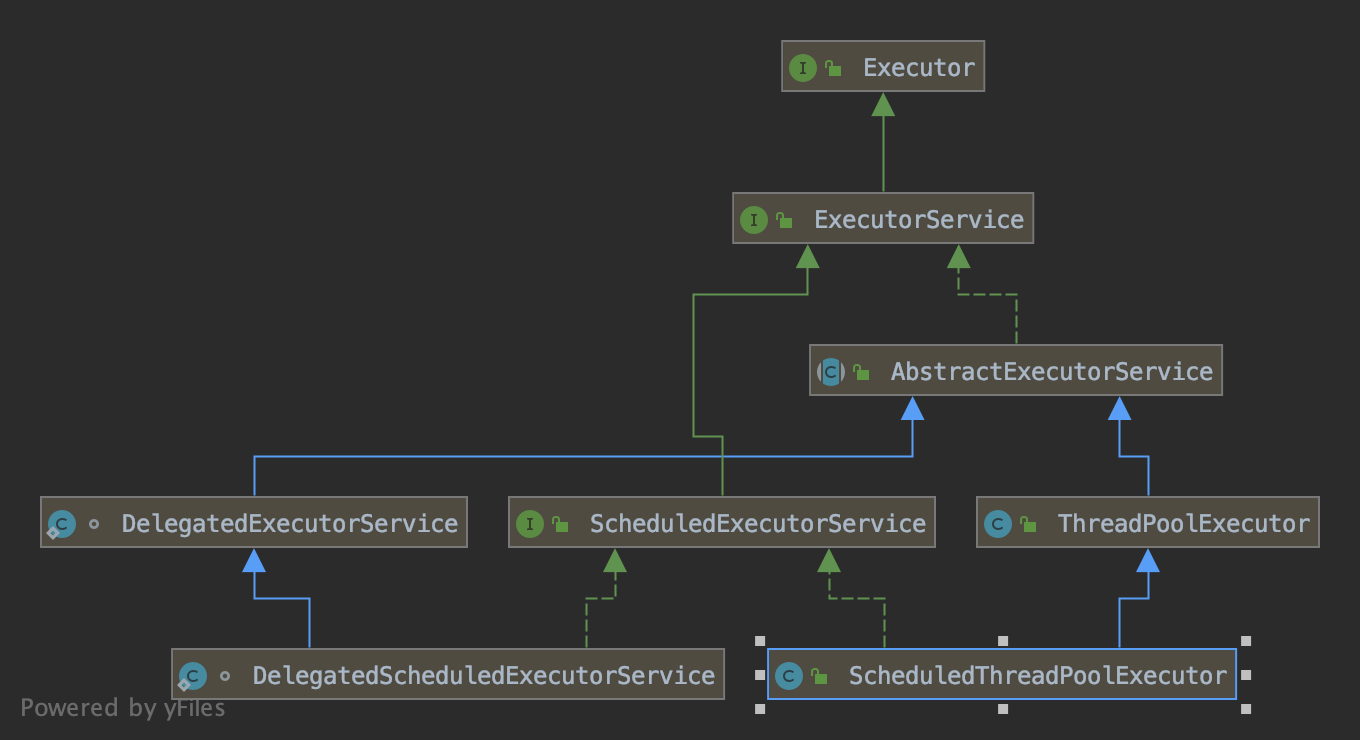 I Executor
I ExecutorService
C AbstractExecutorService
C DelegatedExecutorService
I ScheduledExecutorService
C ThreadPoolExecutor
C DelegatedScheduledExecutorService
C ScheduledThreadPoolExecutor
Powered by yFiles